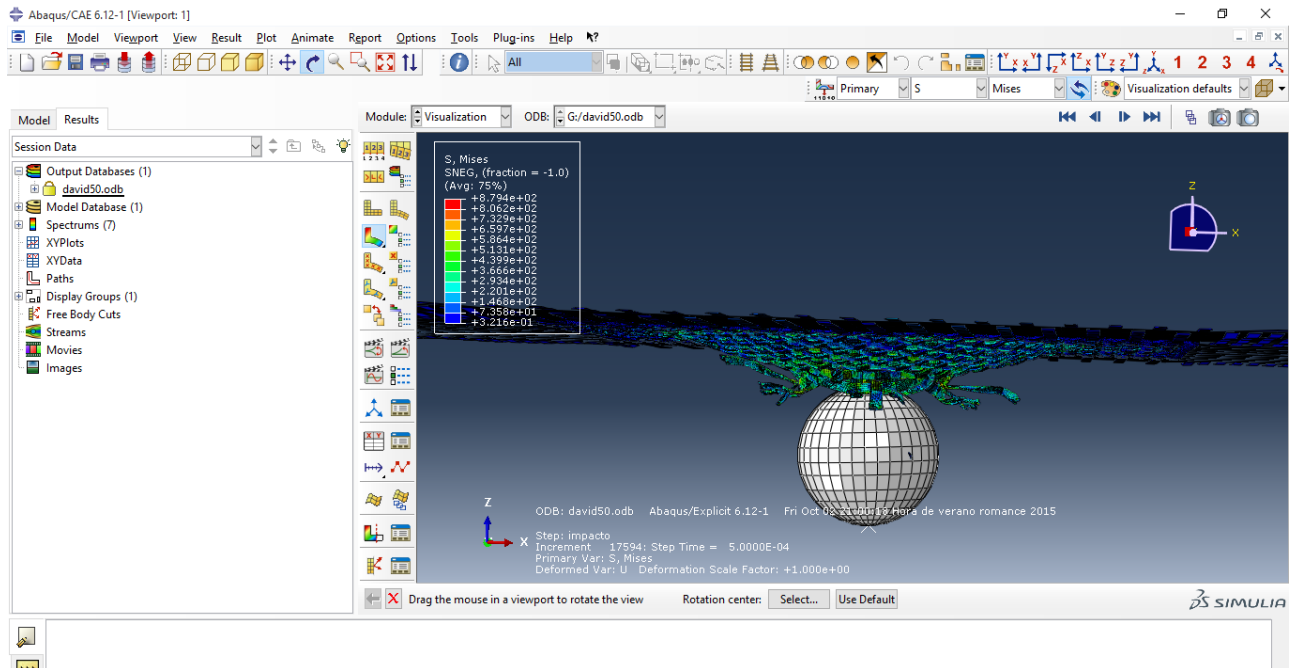 Abaqus/CAE 6.12-1 [Viewport: 1]
File Model Viewport View Result Plot Animate Report Options Tools Plug-ins Help
All
1 2 3 4
Primary S Mises Visualization defaults
Model Results
Module: Visualization ODB: G:/david50.odb
Session Data
Output Databases (1)
david50.odb
Model Database (1)
Spectrums (7)
XYPlots
XYData
Paths
Display Groups (1)
Free Body Cuts
Streams
Movies
Images
S, Mises
SNEG, (fraction = -1.0)
(Avg: 75%)
+8.794e+02
+8.062e+02
+7.329e+02
+6.597e+02
+5.864e+02
+5.131e+02
+4.399e+02
+3.666e+02
+2.934e+02
+2.201e+02
+1.468e+02
+7.358e+01
+3.216e-01
Z
X
Z
X
ODB: david50.odb Abaqus/Explicit 6.12-1 Fri Oct 02 Hora de verano romance 2015
Step: impacto
Increment 17594: Step Time = 5.0000E-04
Primary Var: S, Mises
Deformed Var: U Deformation Scale Factor: +1.000e+00
Drag the mouse in a viewport to rotate the view Rotation center: Select... Use Default
SIMULIA